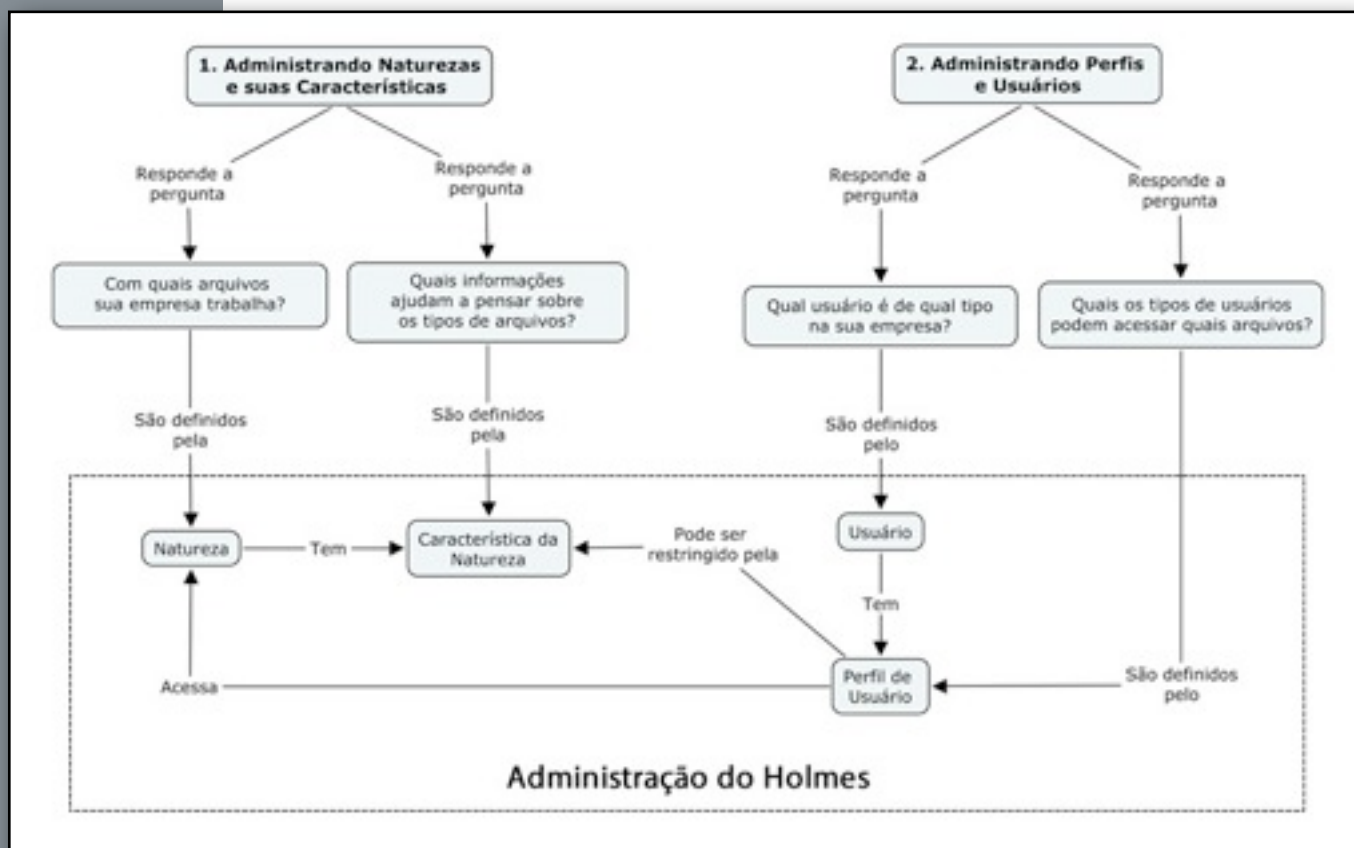 1. Administrando Naturezas
e suas Características
2. Administrando Perfis
e Usuários
Responde a
pergunta
Responde a
pergunta
Responde a
pergunta
Responde a
pergunta
Com quais arquivos
sua empresa trabalha?
Quais informações
ajudam a pensar sobre
os tipos de arquivos?
Qual usuário é de qual tipo
na sua empresa?
Quais os tipos de usuários
podem acessar quais arquivos?
São definidos
pela
São definidos
pela
São definidos
pelo
Natureza
Tem
Característica da
Natureza
Pode ser
restringido pela
Usuário
Tem
Acessa
Perfil de
Usuário
São definidos
pelo
Administração do Holmes